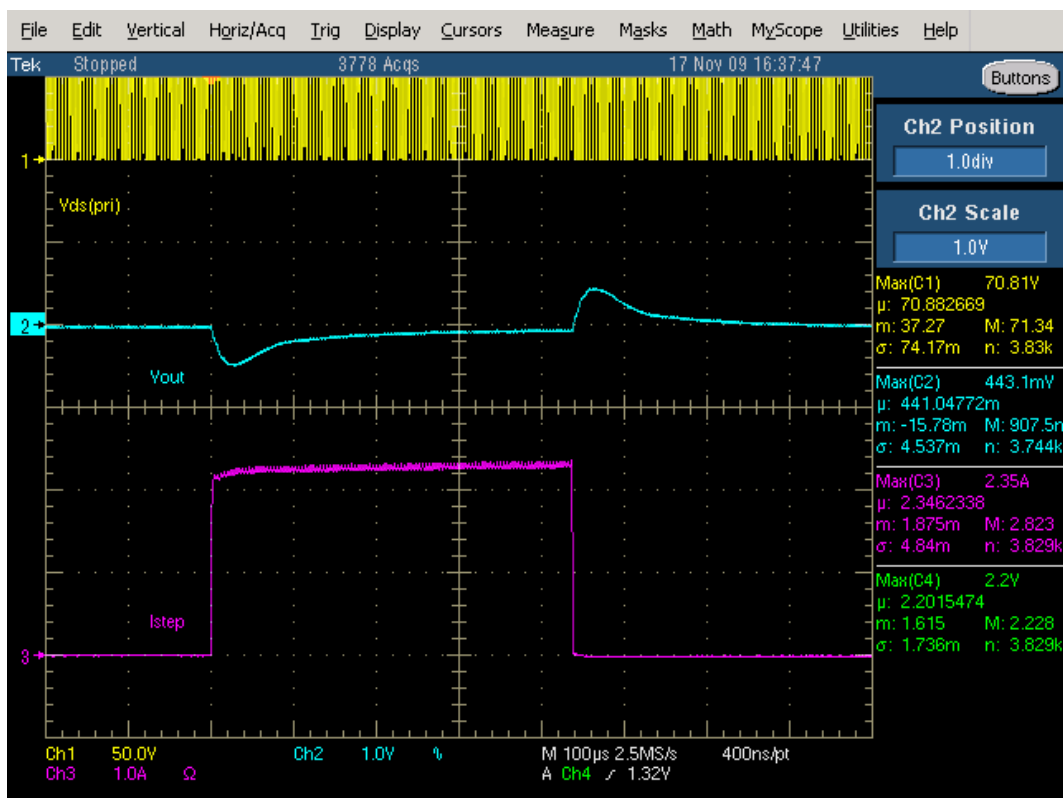 File Edit Vertical Horiz/Acq Trig Display Cursors Measure Masks Math MyScope Utilities Help
Tek Stopped 3778 Acqs 17 Nov 09 16:37:47
Buttons
Ch2 Position
1.0div
Ch2 Scale
1.0V
1
Vds(pri)
2
Vout
Istep
3
Max(C1) 70.81V
µ: 70.882669
m: 37.27 M: 71.34
σ: 74.17m n: 3.83k
Max(C2) 443.1mV
µ: 441.04772m
m: -15.78m M: 907.5m
σ: 4.537m n: 3.744k
Max(C3) 2.35A
µ: 2.3462338
m: 1.875m M: 2.823
σ: 4.84m n: 3.829k
Max(C4) 2.2V
µ: 2.2015474
m: 1.615 M: 2.228
σ: 1.736m n: 3.829k
Ch1 50.0V Ch2 1.0V M 100µs 2.5MS/s 400ns/pt
Ch3 1.0A Ω A Ch4 1.32V